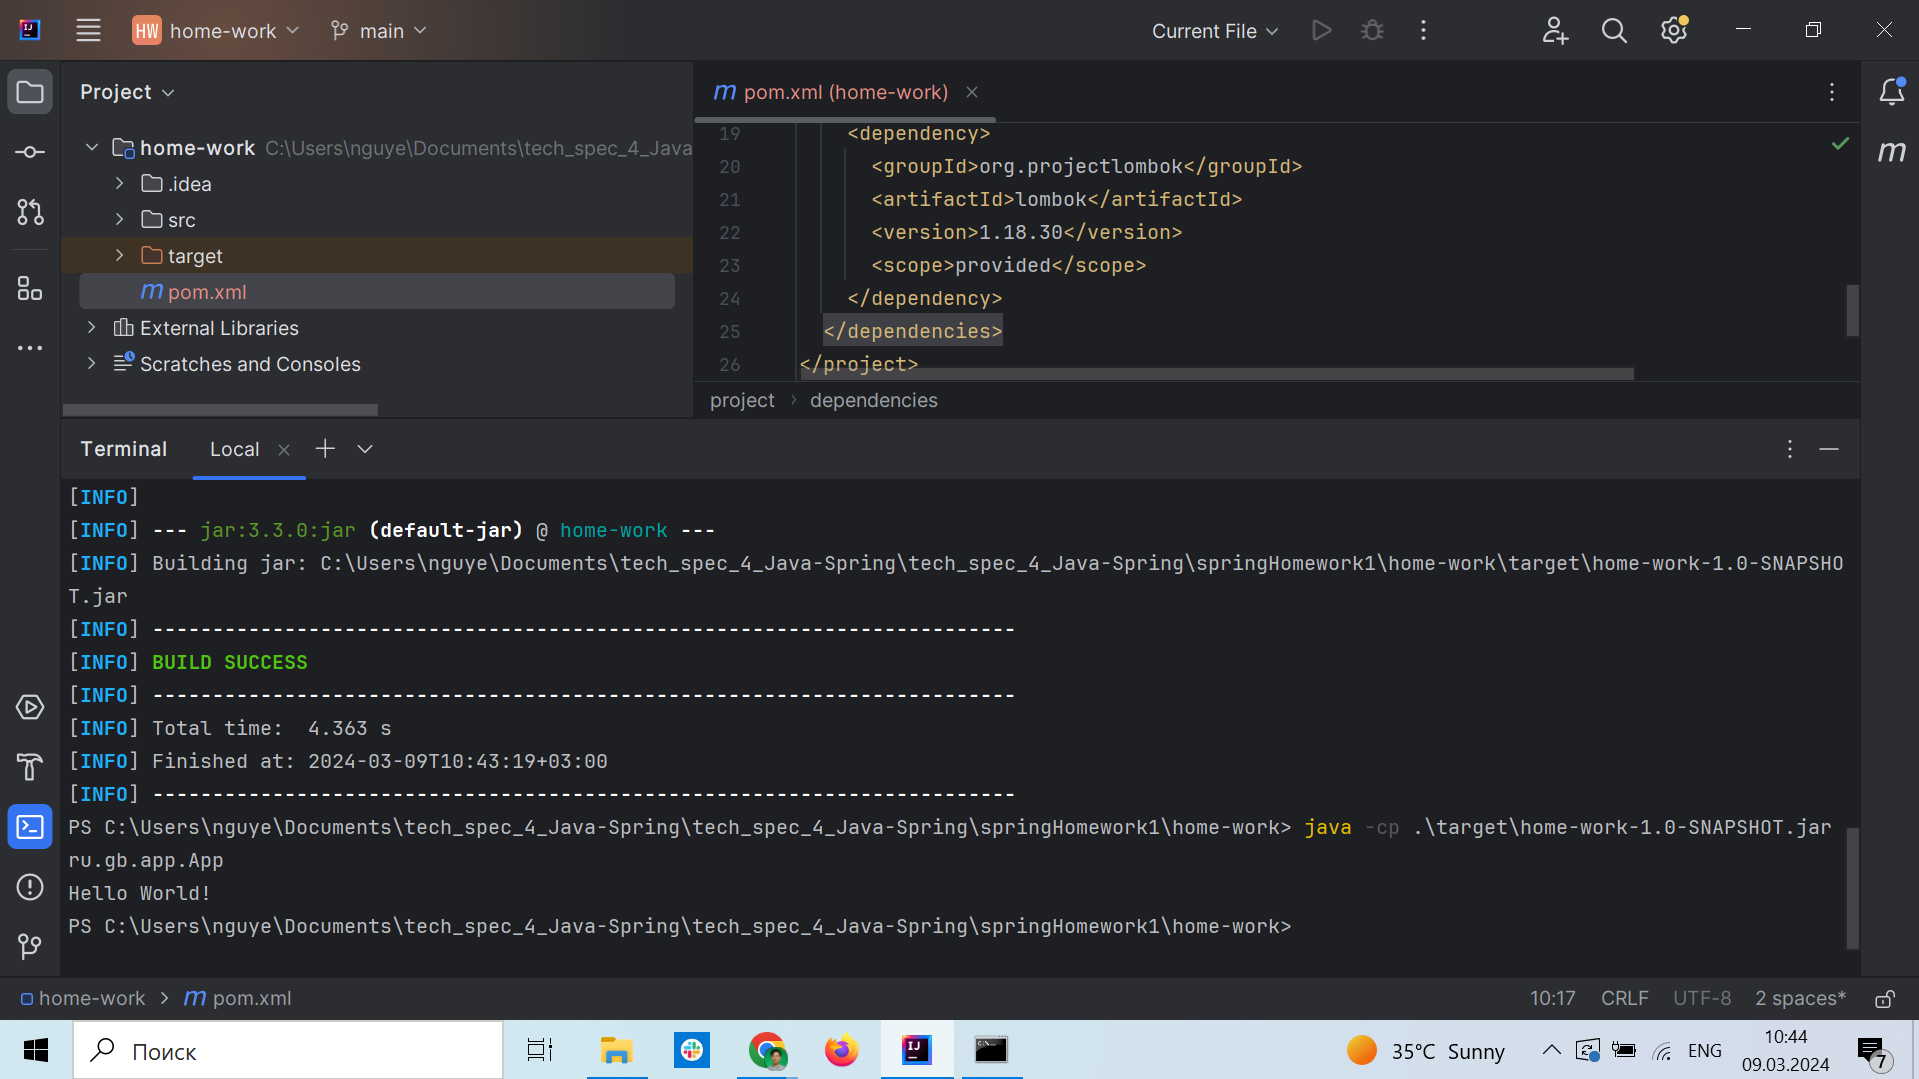 HW home-work main Current File
Project
pom.xml (home-work)
home-work C:\Users\nguye\Documents\tech_spec_4_Java
.idea
src
target
pom.xml
External Libraries
Scratches and Consoles
19 <dependency>
20 <groupId>org.projectlombok</groupId>
21 <artifactId>lombok</artifactId>
22 <version>1.18.30</version>
23 <scope>provided</scope>
24 </dependency>
25 </dependencies>
26 </project>
project > dependencies
Terminal Local
[INFO]
[INFO] --- jar:3.3.0:jar (default-jar) @ home-work ---
[INFO] Building jar: C:\Users\nguye\Documents\tech_spec_4_Java-Spring\tech_spec_4_Java-Spring\springHomework1\home-work\target\home-work-1.0-SNAPSHO
T.jar
[INFO] ------------------------------------------------------------------------
[INFO] BUILD SUCCESS
[INFO] ------------------------------------------------------------------------
[INFO] Total time:  4.363 s
[INFO] Finished at: 2024-03-09T10:43:19+03:00
[INFO] ------------------------------------------------------------------------
PS C:\Users\nguye\Documents\tech_spec_4_Java-Spring\tech_spec_4_Java-Spring\springHomework1\home-work> java -cp .\target\home-work-1.0-SNAPSHOT.jar
ru.gb.app.App
Hello World!
PS C:\Users\nguye\Documents\tech_spec_4_Java-Spring\tech_spec_4_Java-Spring\springHomework1\home-work>
home-work > pom.xml 10:17 CRLF UTF-8 2 spaces*
Поиск
35°C Sunny
ENG
10:44
09.03.2024
7